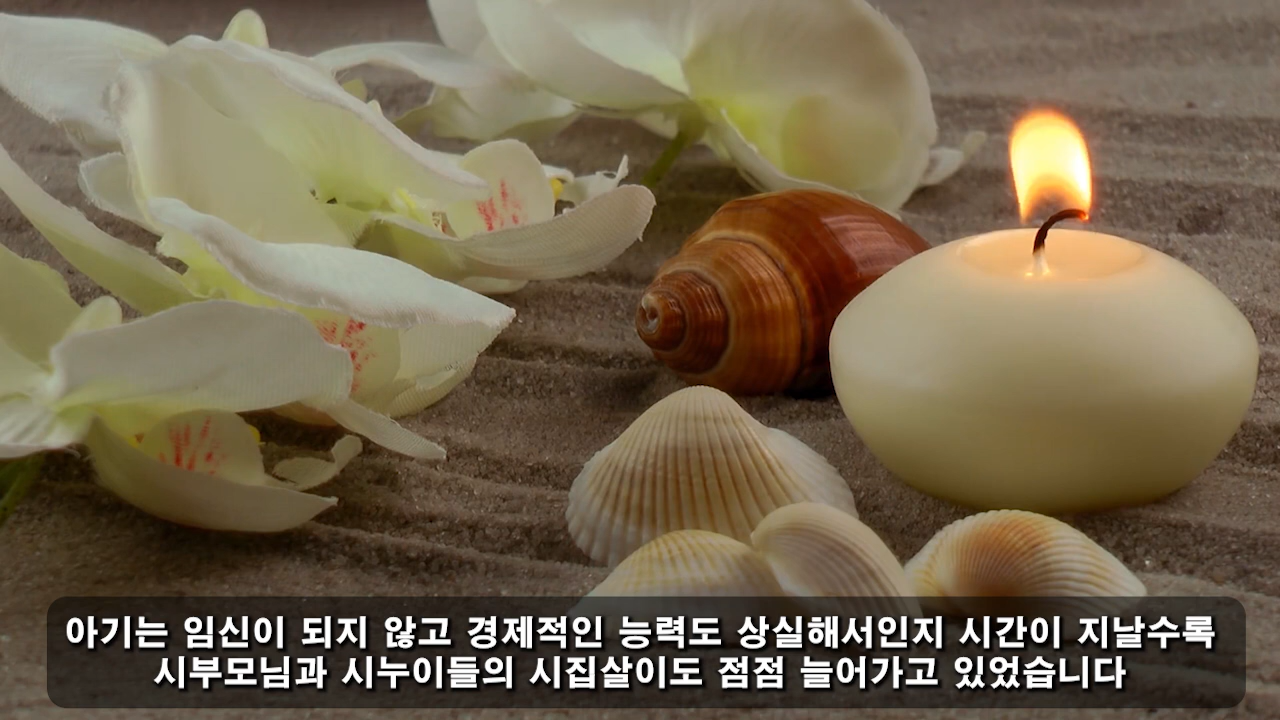 아기는 임신이 되지 않고 경제적인 능력도 상실해서인지 시간이 지날수록
시부모님과 시누이들의 시집살이도 점점 늘어가고 있었습니다